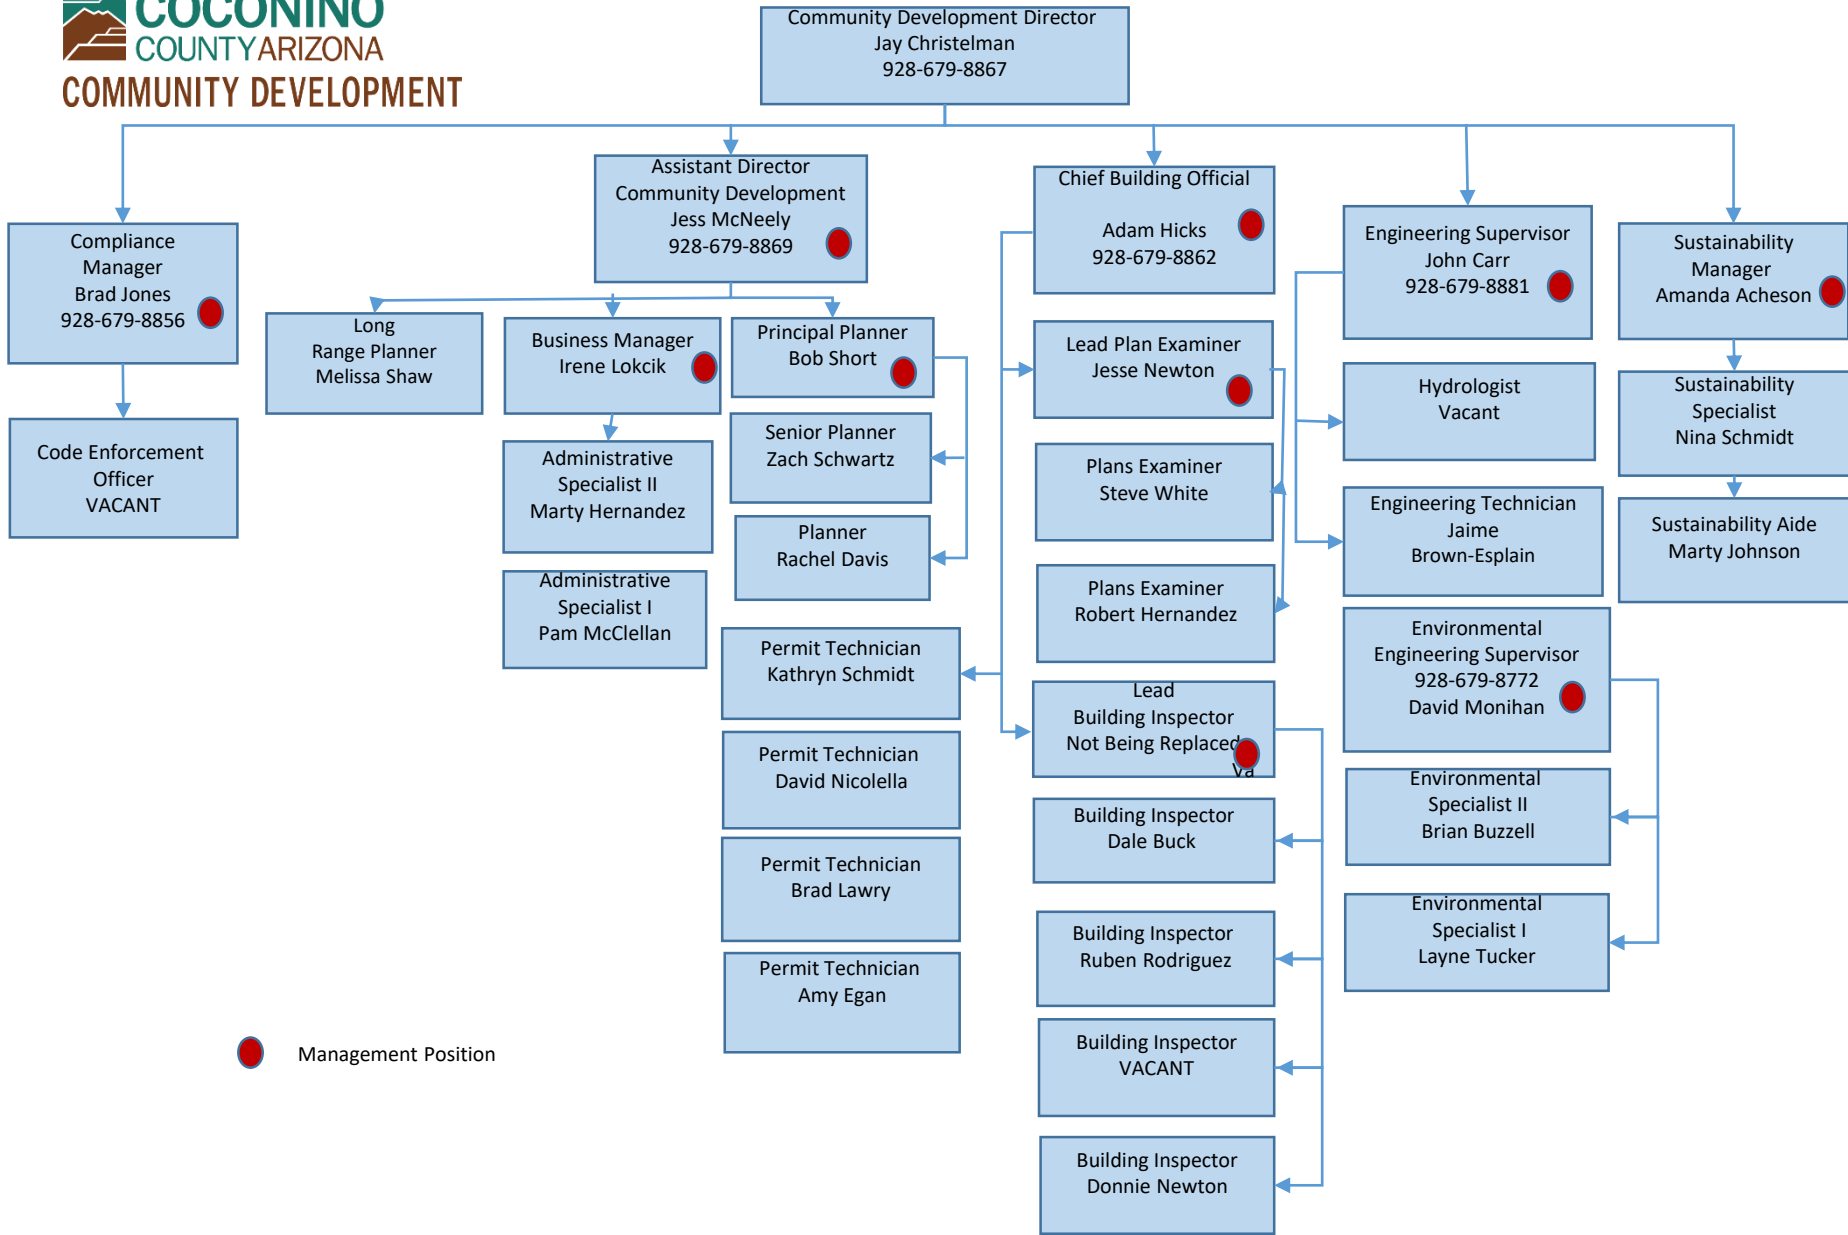 COCONINO
COUNTY ARIZONA
COMMUNITY DEVELOPMENT
Community Development Director
Jay Christelman
928-679-8867
Compliance
Manager
Brad Jones
928-679-8856
Code Enforcement
Officer
VACANT
Assistant Director
Community Development
Jess McNeely
928-679-8869
Long
Range Planner
Melissa Shaw
Business Manager
Irene Lokcik
Administrative
Specialist II
Marty Hernandez
Administrative
Specialist I
Pam McClellan
Principal Planner
Bob Short
Senior Planner
Zach Schwartz
Planner
Rachel Davis
Permit Technician
Kathryn Schmidt
Permit Technician
David Nicolella
Permit Technician
Brad Lawry
Permit Technician
Amy Egan
Chief Building Official
Adam Hicks
928-679-8862
Lead Plan Examiner
Jesse Newton
Plans Examiner
Steve White
Plans Examiner
Robert Hernandez
Lead
Building Inspector
Not Being Replaced
Va
Building Inspector
Dale Buck
Building Inspector
Ruben Rodriguez
Building Inspector
VACANT
Building Inspector
Donnie Newton
Engineering Supervisor
John Carr
928-679-8881
Hydrologist
Vacant
Engineering Technician
Jaime
Brown-Esplain
Environmental
Engineering Supervisor
928-679-8772
David Monihan
Environmental
Specialist II
Brian Buzzell
Environmental
Specialist I
Layne Tucker
Sustainability
Manager
Amanda Acheson
Sustainability
Specialist
Nina Schmidt
Sustainability Aide
Marty Johnson
Management Position